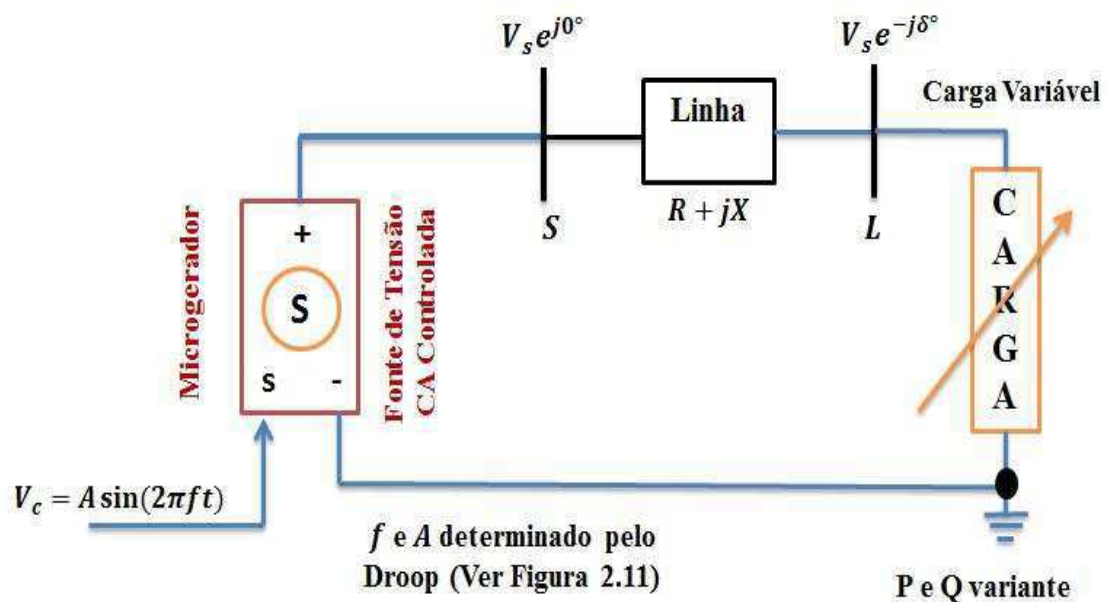 V_s e^{j0°}
V_s e^{-jδ°}
Linha
Carga Variável
R + jX
S
L
Microgerador
+
S
s -
Fonte de Tensão
CA Controlada
C
A
R
G
A
V_c = A sin(2πft)
f e A determinado pelo
Droop (Ver Figura 2.11)
P e Q variante